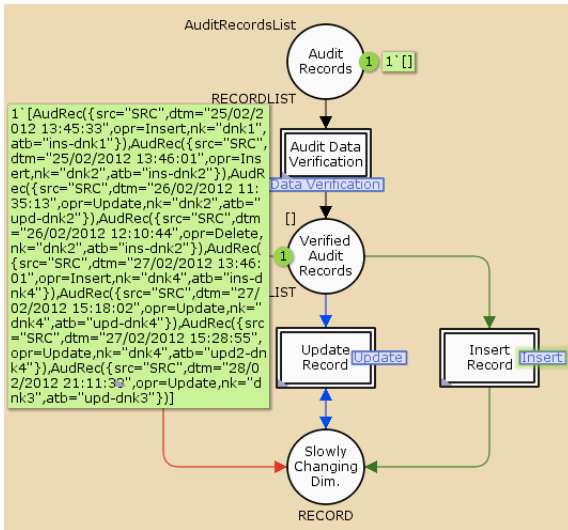 AuditRecordsList
Audit
Records
1
1`[]
RECORDLIST
1`[AudRec({src="SRC",dtm="25/02/2
012 13:45:33",opr=Insert,nk="dnk1",
atb="ins-dnk1"}),AudRec({src="SRC",
dtm="25/02/2012 13:46:01",opr=Ins
ert,nk="dnk2",atb="ins-dnk2"}),AudR
ec({src="SRC",dtm="26/02/2012 11:
35:13",opr=Update,nk="dnk2",atb="
upd-dnk2"}),AudRec({src="SRC",dtm
="26/02/2012 12:10:44",opr=Delete,
nk="dnk2",atb="ins-dnk2"}),AudRec(
{src="SRC",dtm="27/02/2012 13:46:
01",opr=Insert,nk="dnk4",atb="ins-d
nk4"}),AudRec({src="SRC",dtm="27/
02/2012 15:18:02",opr=Update,nk="
dnk4",atb="upd-dnk4"}),AudRec({src
="SRC",dtm="27/02/2012 15:28:55",
opr=Update,nk="dnk4",atb="upd2-dn
k4"}),AudRec({src="SRC",dtm="28/
02/2012 21:11:33",opr=Update,nk="d
nk3",atb="upd-dnk3"})]
Audit Data
Verification
Data Verification
[]
1
Verified
Audit
Records
LIST
Update
Record
Update
Insert
Record
Insert
Slowly
Changing
Dim.
RECORD